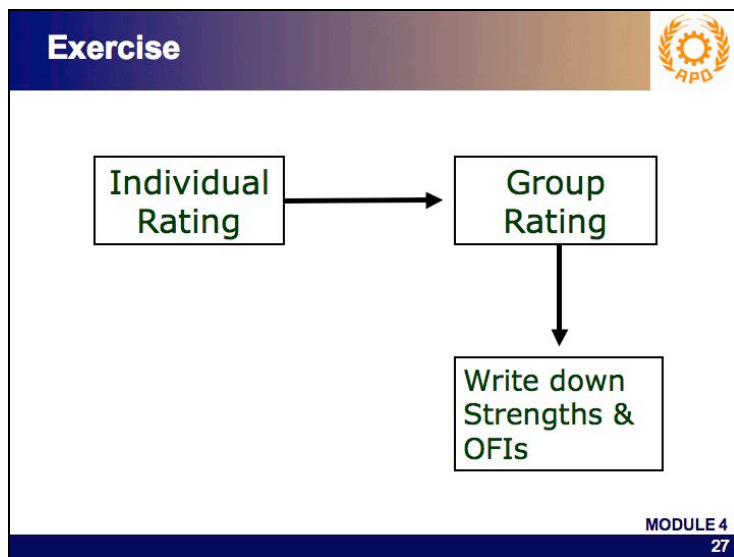 Exercise
APO
Individual
Rating
Group
Rating
Write down
Strengths &
OFIs
MODULE 4
27